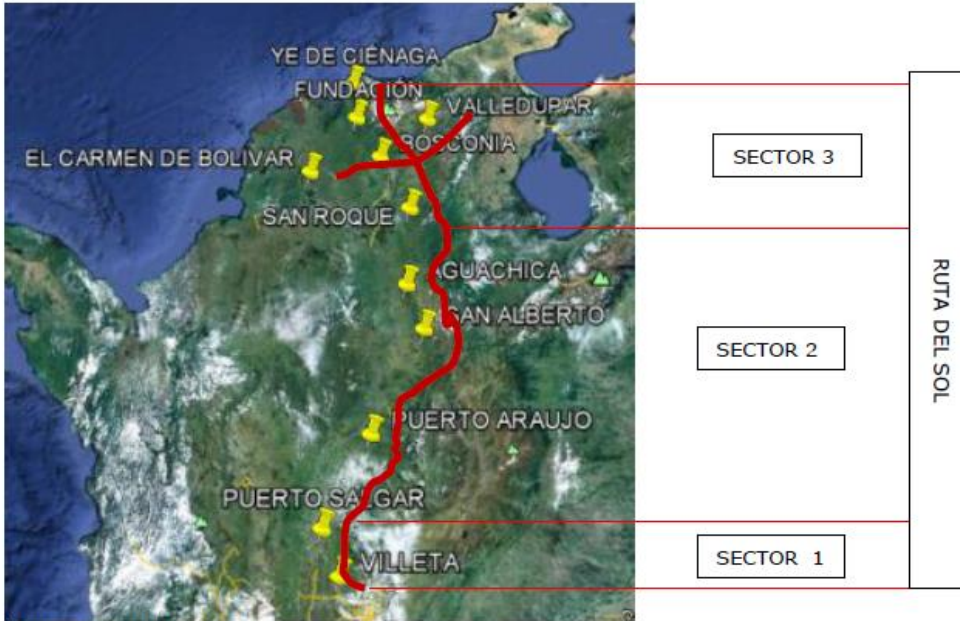 YE DE CIÉNAGA
FUNDACIÓN
VALLEDUPAR
BOSCONIA
EL CARMEN DE BOLIVAR
SECTOR 3
SAN ROQUE
AGUACHICA
RUTA DEL SOL
SAN ALBERTO
SECTOR 2
PUERTO ARAUJO
PUERTO SALGAR
VILLETA
SECTOR 1